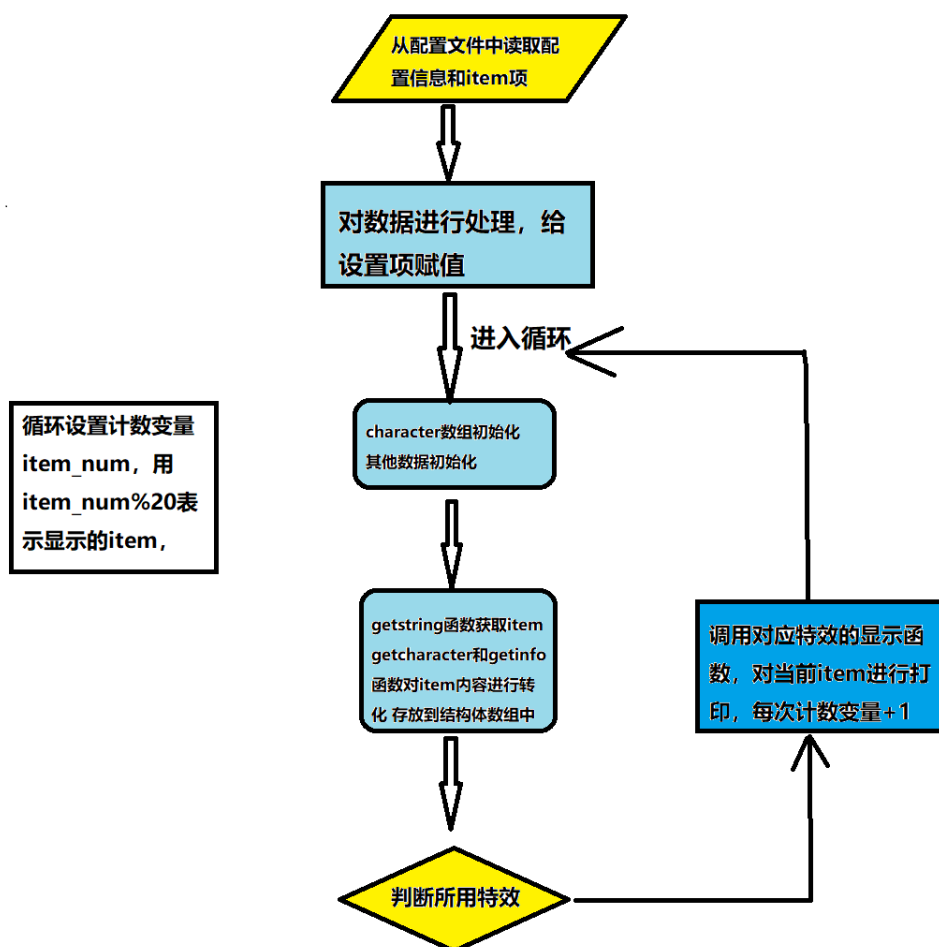 从配置文件中读取配
置信息和item项
对数据进行处理，给
设置项赋值
进入循环
循环设置计数变量
item_num，用
item_num%20表
示显示的item，
character数组初始化
其他数据初始化
getstring函数获取item
getcharacter和getinfo
函数对item内容进行转
化 存放到结构体数组中
调用对应特效的显示函
数，对当前item进行打
印，每次计数变量+1
判断所用特效